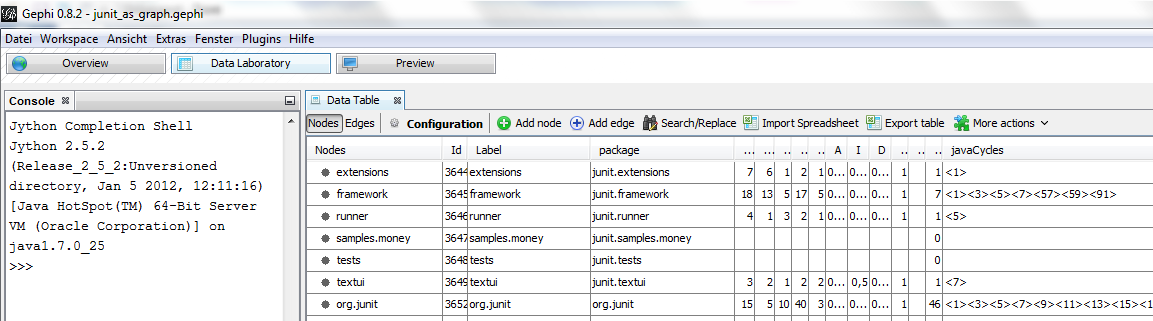 Gephi 0.8.2 - junit_as_graph.gephi
Datei Workspace Ansicht Extras Fenster Plugins Hilfe
Overview Data Laboratory Preview
Console
Jython Completion Shell
Jython 2.5.2
(Release_2_5_2:Unversioned
directory, Jan 5 2012, 12:11:16)
[Java HotSpot(TM) 64-Bit Server
VM (Oracle Corporation)] on
java1.7.0_25
>>>
Data Table
Nodes Edges Configuration Add node Add edge Search/Replace Import Spreadsheet Export table More actions
Nodes Id Label package ... ... .. .. .. A I D .. .. .. javaCycles
extensions 3644 extensions junit.extensions 7 6 1 2 1 0... 0... 0... 1 1 <1>
framework 3645 framework junit.framework 18 13 5 17 5 0... 0... 0... 1 7 <1><3><5><7><57><59><91>
runner 3646 runner junit.runner 4 1 3 2 1 0... 0... 0... 1 1 <5>
samples.money 3647 samples.money junit.samples.money 0
tests 3648 tests junit.tests 0
textui 3649 textui junit.textui 3 2 1 2 2 0... 0,5 0... 1 1 <7>
org.junit 3652 org.junit org.junit 15 5 10 40 3 0... 0... 0... 1 46 <1><3><5><7><9><11><13><15><1